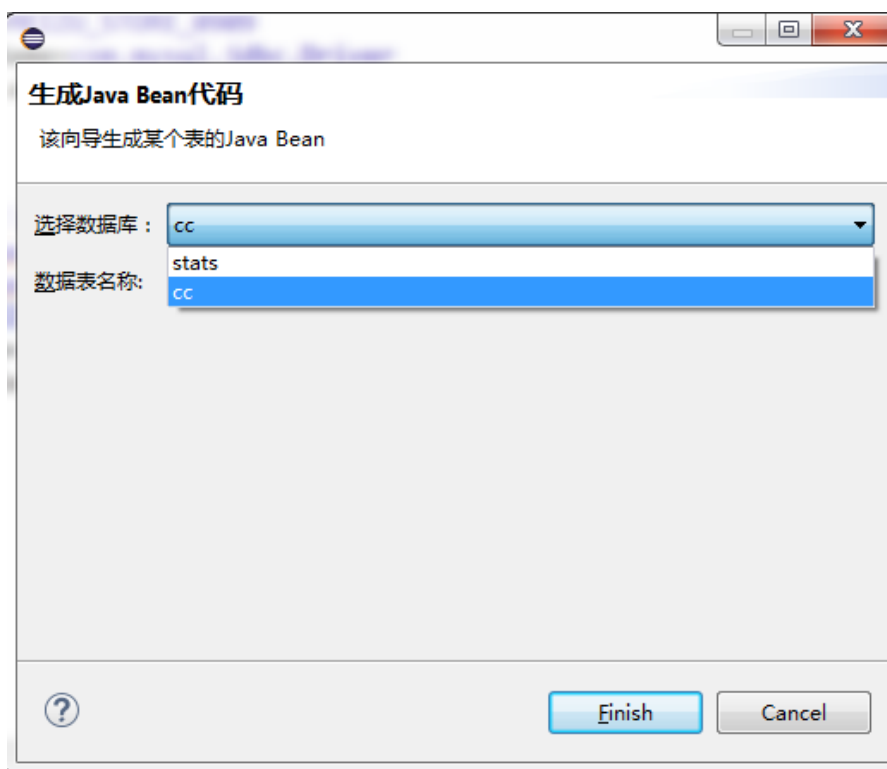 生成Java Bean代码
该向导生成某个表的Java Bean
选择数据库： cc
stats
数据表名称:
cc
Finish Cancel